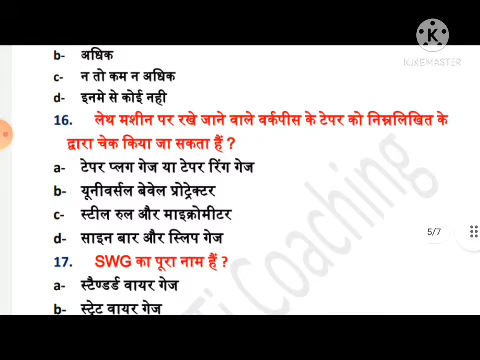 b- अधिक
c- न तो कम न अधिक
d- इनमे से कोई नही
16. लेथ मशीन पर रखे जाने वाले वर्कपीस के टेपर को निम्नलिखित के
द्वारा चेक किया जा सकता हैं ?
a- टेपर प्लग गेज या टेपर रिंग गेज
b- यूनीवर्सल बेवेल प्रोट्रेक्टर
c- स्टील रुल और माइक्रोमीटर
d- साइन बार और स्लिप गेज
17. SWG का पूरा नाम हैं ?
a- स्टैण्डर्ड वायर गेज
b- स्ट्रेट वायर गेज
5/7
K
KINEMASTER
Coaching